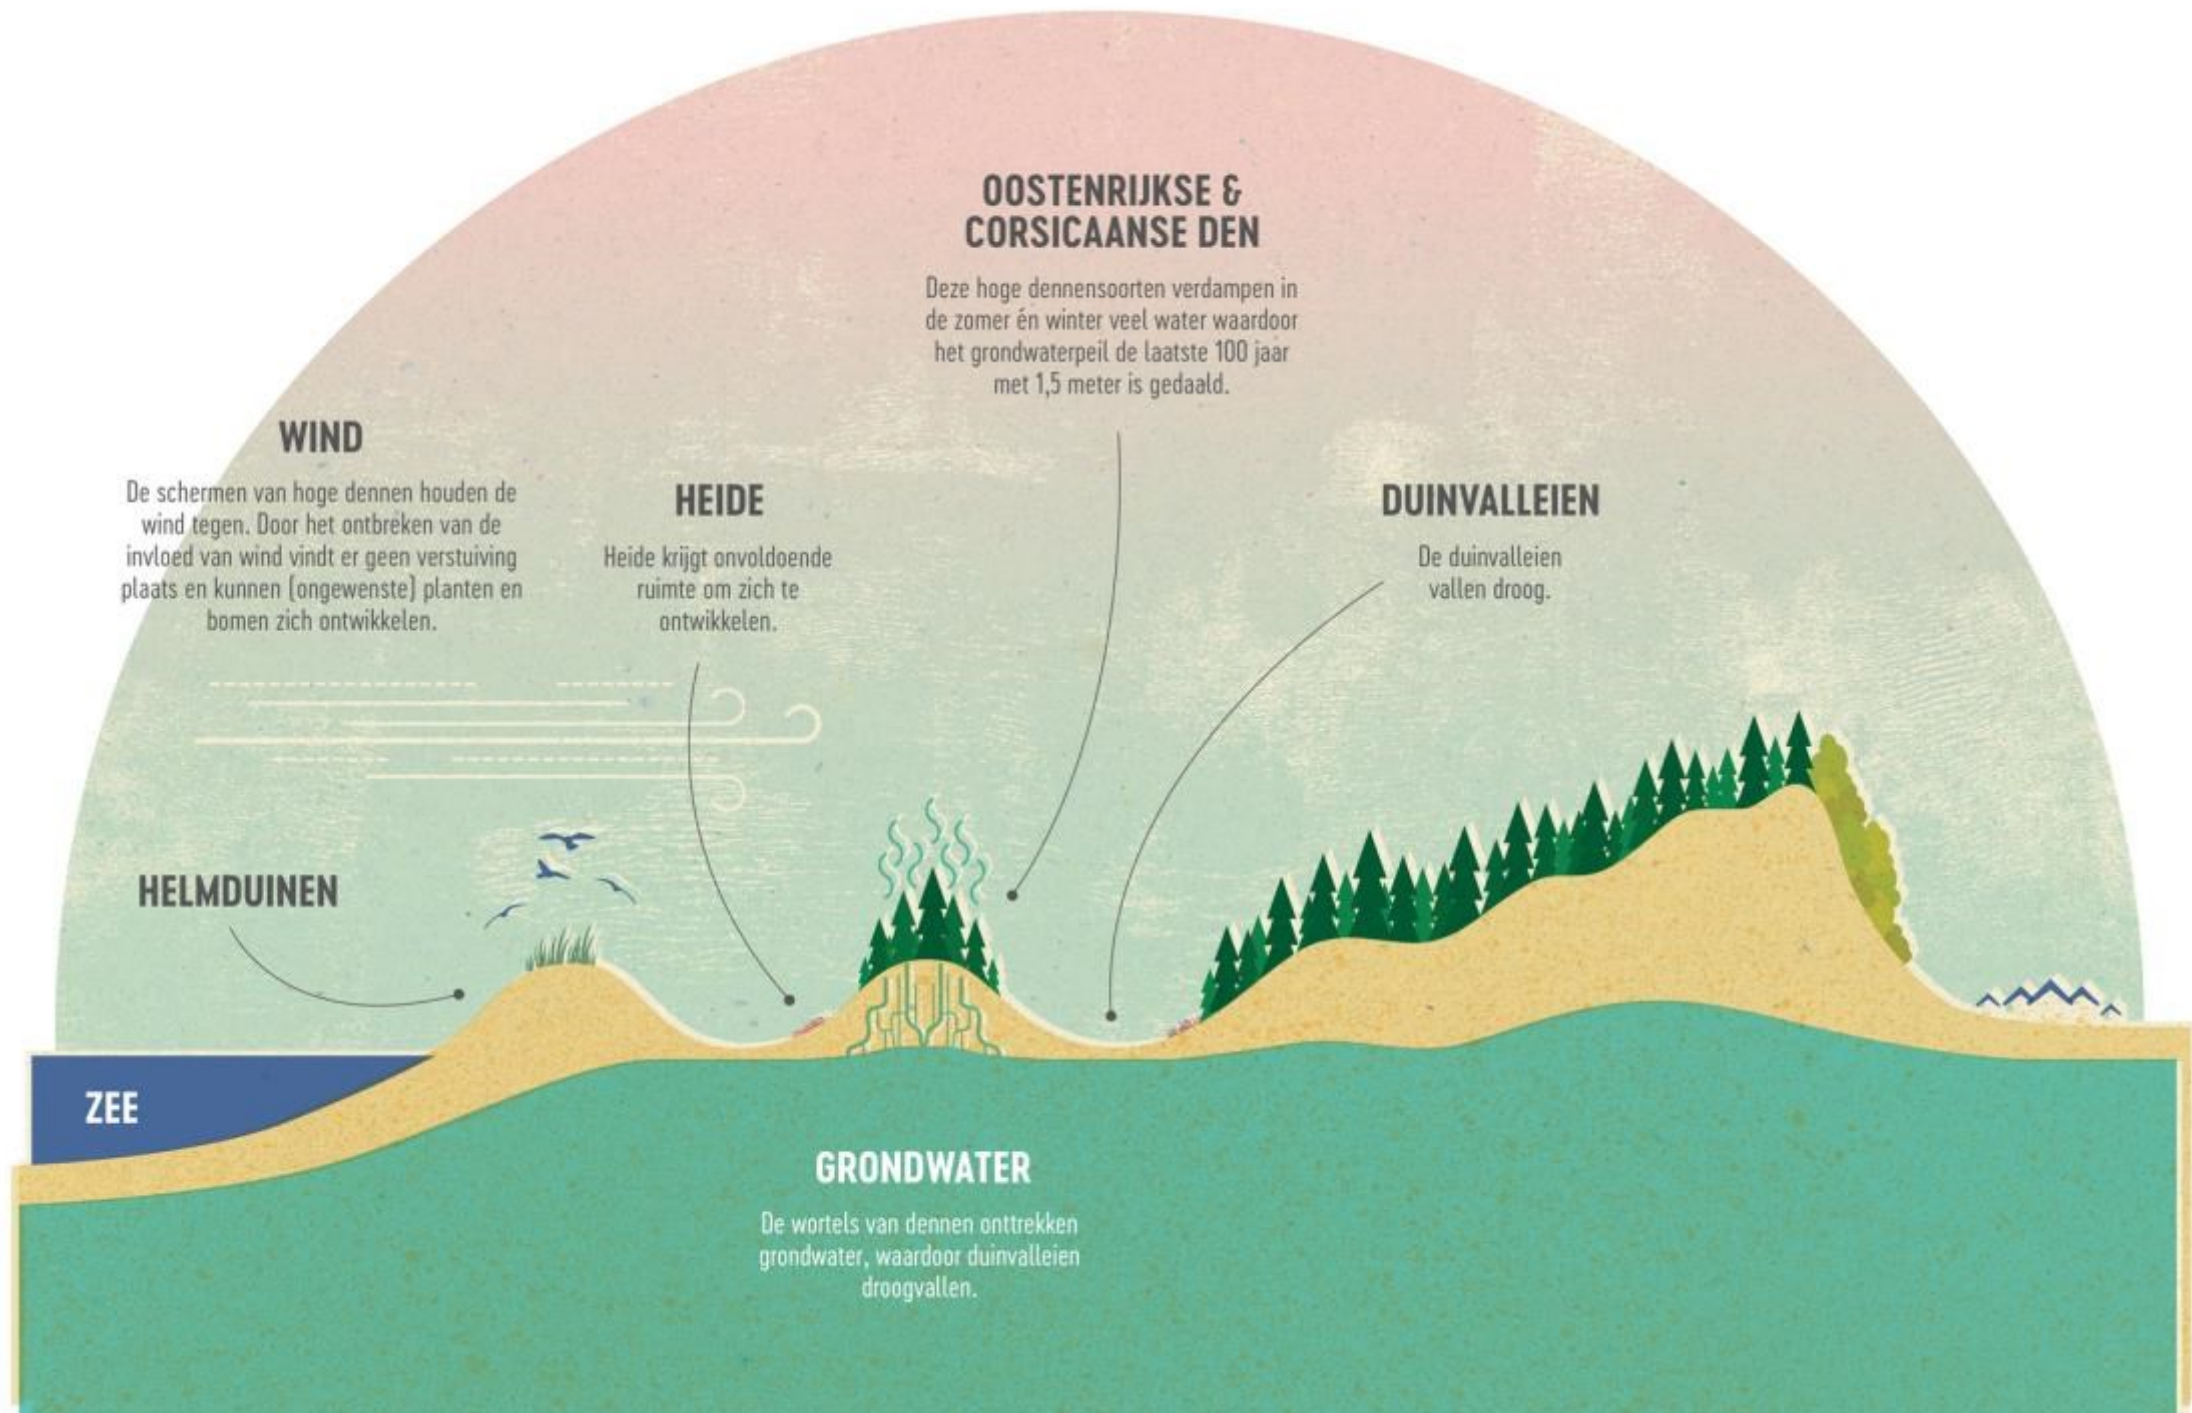 OOSTENRIJKSE &
CORSICAANSE DEN
Deze hoge dennensoorten verdampen in
de zomer én winter veel water waardoor
het grondwaterpeil de laatste 100 jaar
met 1,5 meter is gedaald.
WIND
De schermen van hoge dennen houden de
wind tegen. Door het ontbreken van de
invloed van wind vindt er geen verstuiving
plaats en kunnen (ongewenste) planten en
bomen zich ontwikkelen.
HEIDE
Heide krijgt onvoldoende
ruimte om zich te
ontwikkelen.
DUINVALLEIEN
De duinvalleien
vallen droog.
HELMDUINEN
ZEE
GRONDWATER
De wortels van dennen onttrekken
grondwater, waardoor duinvalleien
droogvallen.